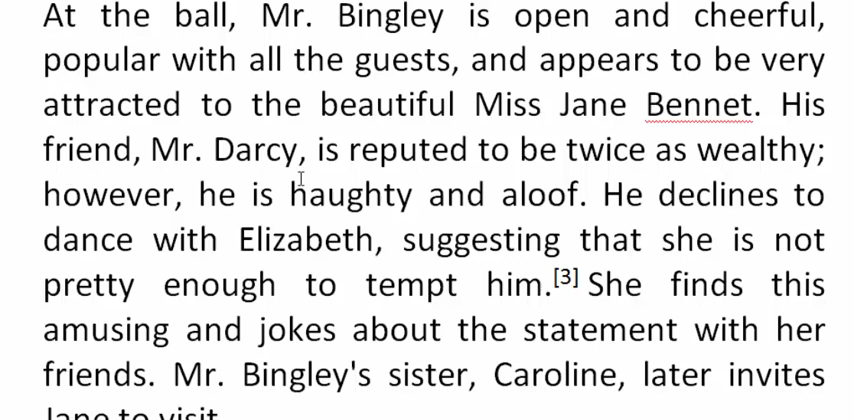 At the ball, Mr. Bingley is open and cheerful,
popular with all the guests, and appears to be very
attracted to the beautiful Miss Jane Bennet. His
friend, Mr. Darcy, is reputed to be twice as wealthy;
however, he is haughty and aloof. He declines to
dance with Elizabeth, suggesting that she is not
pretty enough to tempt him.[3] She finds this
amusing and jokes about the statement with her
friends. Mr. Bingley's sister, Caroline, later invites
Jane to visit.